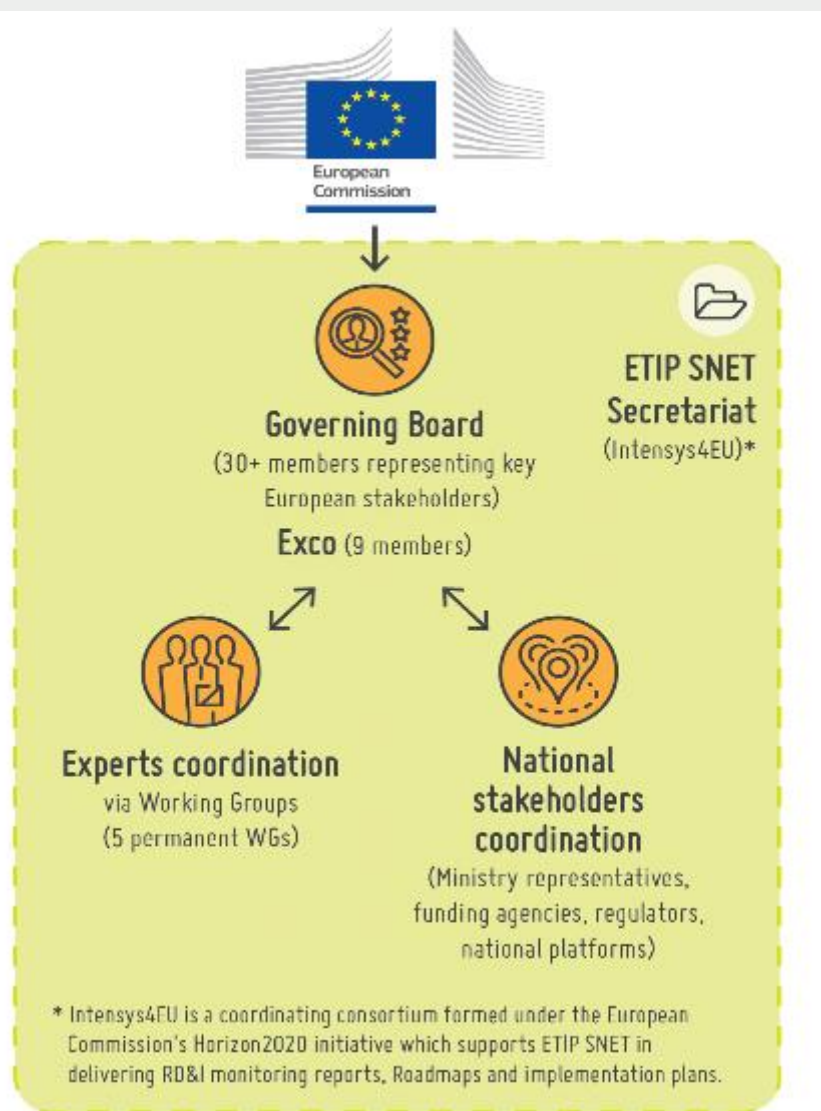 European
Commission
ETIP SNET
Secretariat
(Intensys4EU)*
Governing Board
(30+ members representing key
European stakeholders)
Exco (9 members)
Experts coordination
via Working Groups
(5 permanent WGs)
National
stakeholders
coordination
(Ministry representatives,
funding agencies, regulators,
national platforms)
* Intensys4EU is a coordinating consortium formed under the European
Commission's Horizon2020 initiative which supports ETIP SNET in
delivering RD&I monitoring reports, Roadmaps and implementation plans.